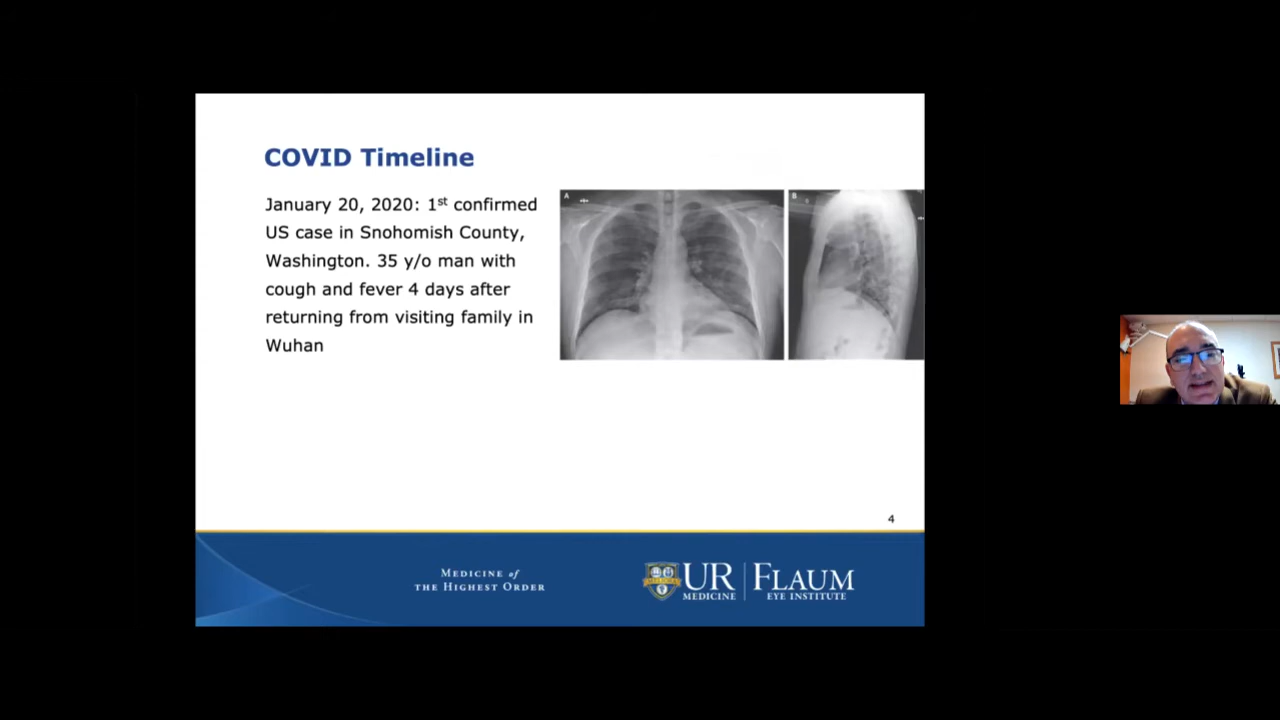 COVID Timeline
January 20, 2020: 1st confirmed
US case in Snohomish County,
Washington. 35 y/o man with
cough and fever 4 days after
returning from visiting family in
Wuhan
A
B
4
MEDICINE of
THE HIGHEST ORDER
MELIORA
UR
MEDICINE
FLAUM
EYE INSTITUTE